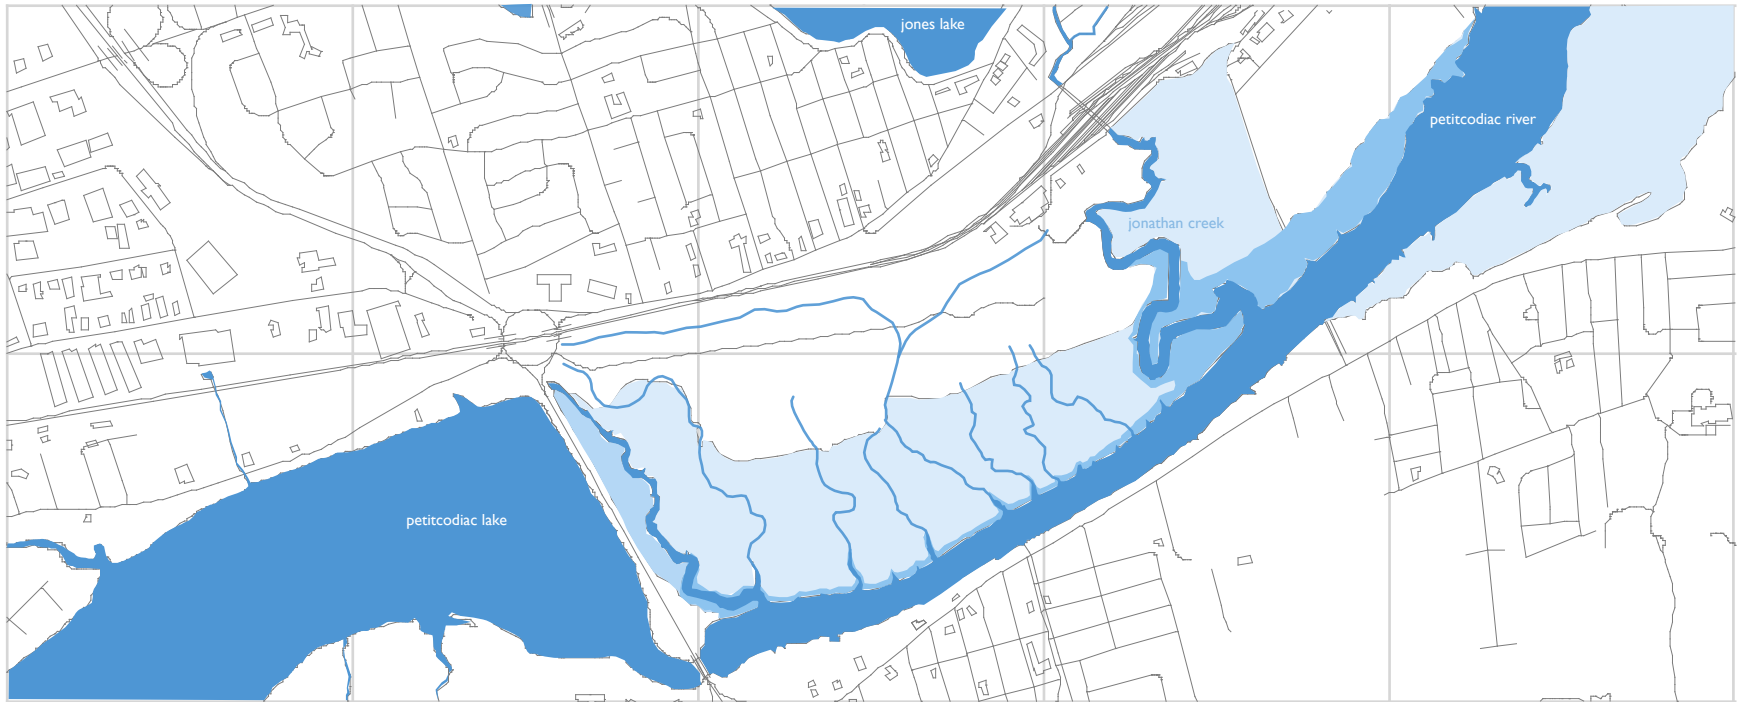 jones lake
petitcodiac river
jonathan creek
petitcodiac lake